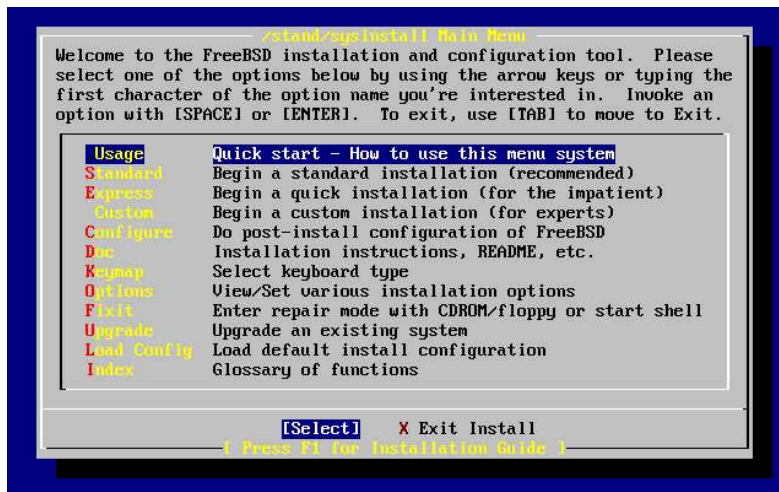 /stand/sysinstall Main Menu
Welcome to the FreeBSD installation and configuration tool.  Please
select one of the options below by using the arrow keys or typing the
first character of the option name you're interested in.  Invoke an
option with [SPACE] or [ENTER].  To exit, use [TAB] to move to Exit.
Usage Quick start - How to use this menu system
Standard Begin a standard installation (recommended)
Express Begin a quick installation (for the impatient)
Custom Begin a custom installation (for experts)
Configure Do post-install configuration of FreeBSD
Doc Installation instructions, README, etc.
Keymap Select keyboard type
Options View/Set various installation options
Fixit Enter repair mode with CDROM/floppy or start shell
Upgrade Upgrade an existing system
Load Config Load default install configuration
Index Glossary of functions
[Select] X Exit Install
[ Press F1 for Installation Guide ]